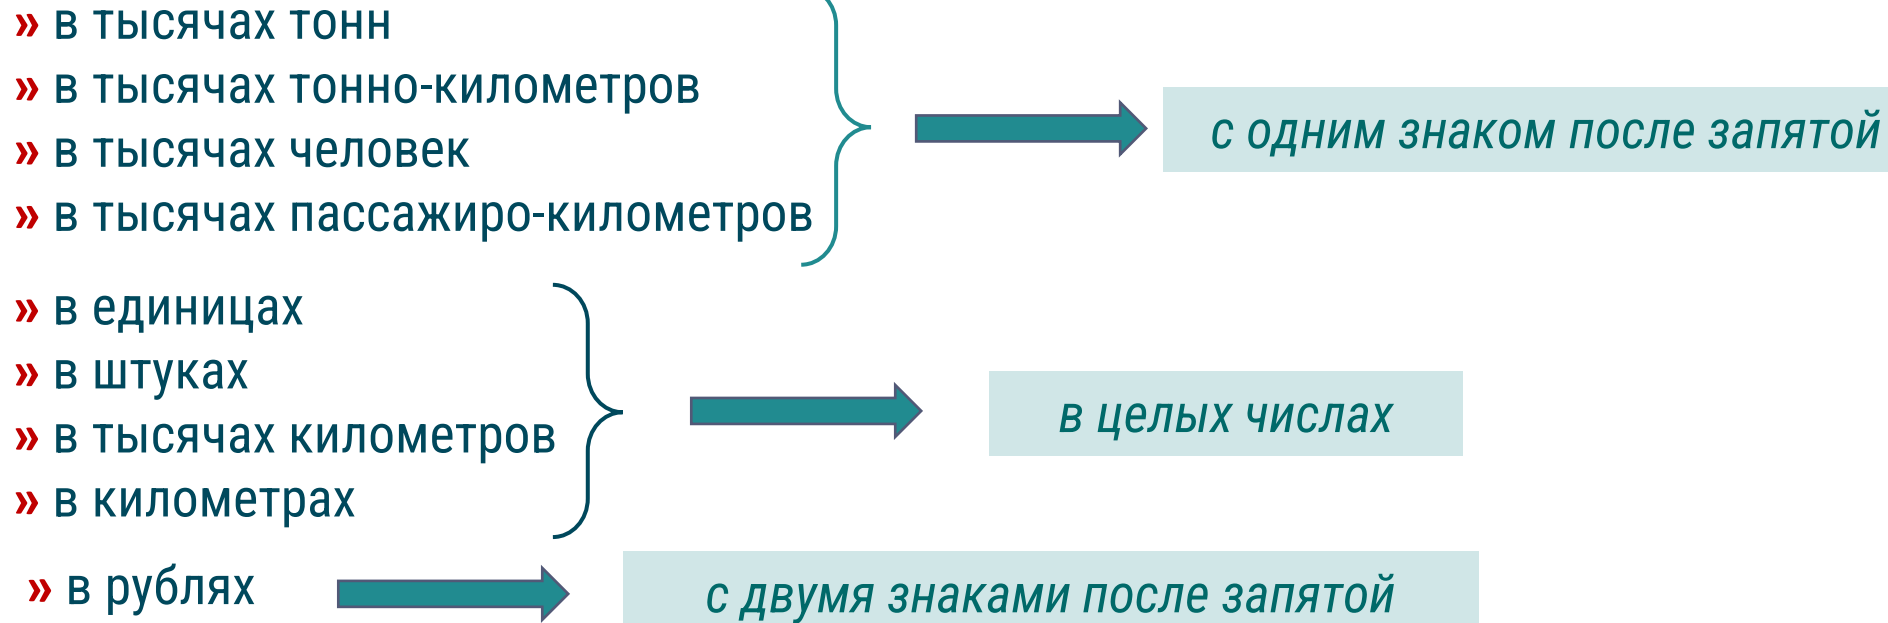 » в тысячах тонн
» в тысячах тонно-километров
» в тысячах человек
» в тысячах пассажиро-километров
с одним знаком после запятой
» в единицах
» в штуках
» в тысячах километров
» в километрах
в целых числах
» в рублях
с двумя знаками после запятой